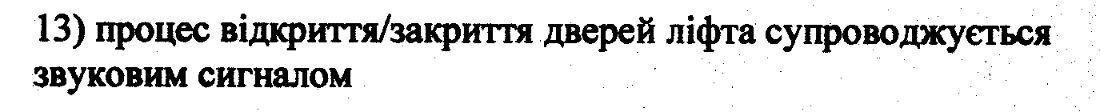 13) процес відкриття/закриття дверей ліфта супроводжується
звуковим сигналом